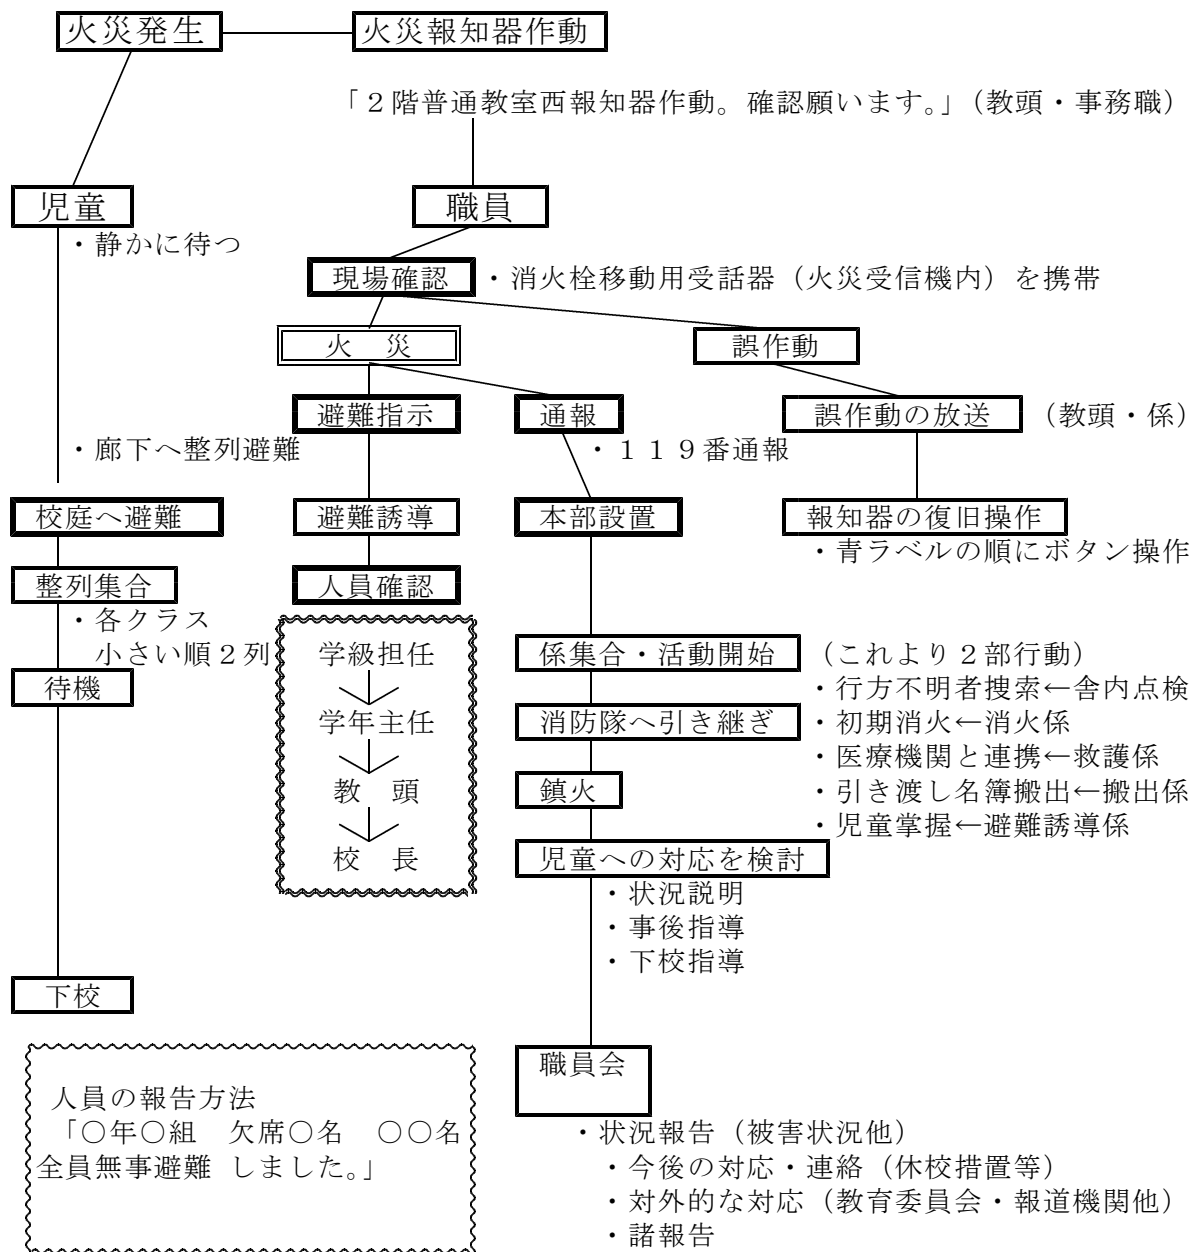 火災発生
火災報知器作動
「２階普通教室西報知器作動。確認願います。」（教頭・事務職）
児童
職員
・静かに待つ
現場確認
・消火栓移動用受話器（火災受信機内）を携帯
火　災
誤作動
避難指示
通報
誤作動の放送
（教頭・係）
・廊下へ整列避難
・１１９番通報
校庭へ避難
避難誘導
本部設置
報知器の復旧操作
・青ラベルの順にボタン操作
整列集合
人員確認
・各クラス
小さい順２列
学級担任
係集合・活動開始
（これより２部行動）
待機
・行方不明者捜索←舎内点検
学年主任
消防隊へ引き継ぎ
・初期消火←消火係
・医療機関と連携←救護係
教　頭
鎮火
・引き渡し名簿搬出←搬出係
・児童掌握←避難誘導係
校　長
児童への対応を検討
・状況説明
・事後指導
・下校指導
下校
職員会
人員の報告方法
「○年○組　欠席○名　○○名
全員無事避難 しました。」
・状況報告（被害状況他）
・今後の対応・連絡（休校措置等）
・対外的な対応（教育委員会・報道機関他）
・諸報告